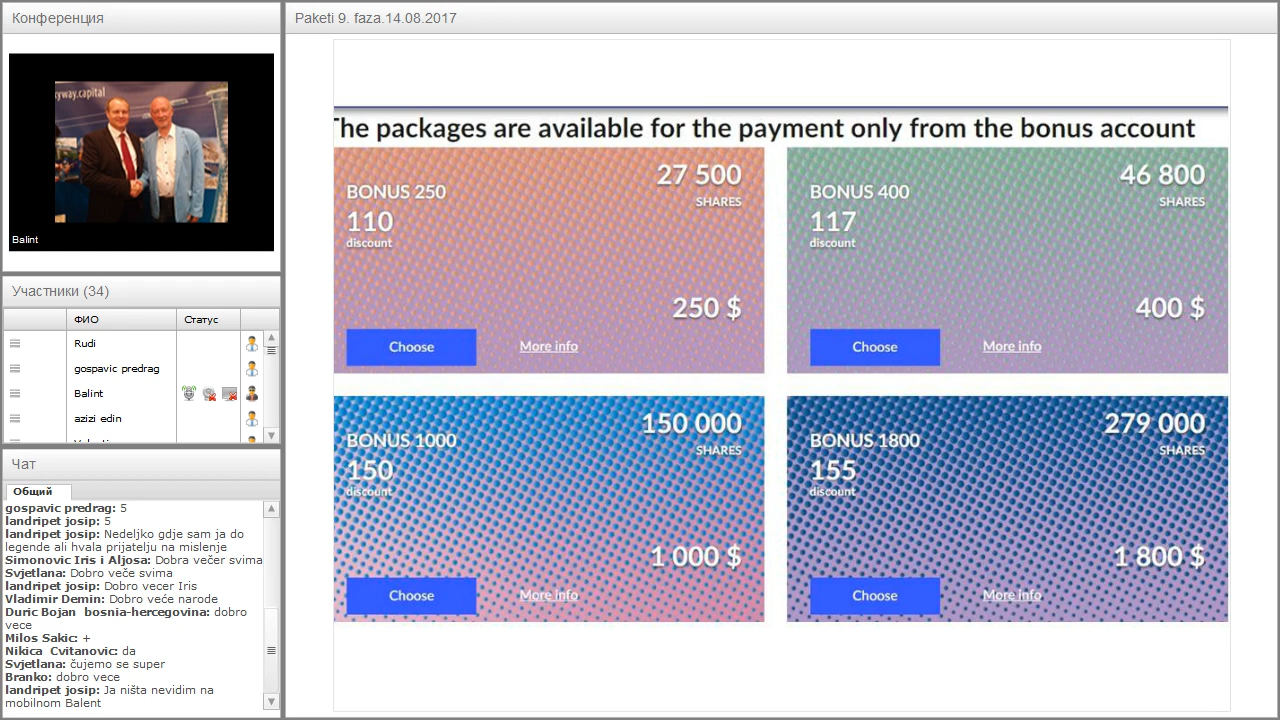 Конференция
kyway.capital
Balint
Участники (34)
ФИО
Статус
Rudi
gospavic predrag
Balint
azizi edin
Чат
Общий
gospavic predrag: 5
landripet josip: 5
landripet josip: Nedeljko gdje sam ja do
legende ali hvala prijatelju na mislenje
Simonovic Iris i Aljosa: Dobra večer svima
Svjetlana: Dobro veče svima
landripet josip: Dobro vecer Iris
Vladimir Demin: Dobro veće narode
Duric Bojan bosnia-hercegovina: dobro
vece
Milos Sakic: +
Nikica Cvitanovic: da
Svjetlana: čujemo se super
Branko: dobro vece
landripet josip: Ja ništa nevidim na
mobilnom Balent
Paketi 9. faza.14.08.2017
The packages are available for the payment only from the bonus account
BONUS 250
27 500
SHARES
110
discount
250 $
Choose
More info
BONUS 400
46 800
SHARES
117
discount
400 $
Choose
More info
BONUS 1000
150 000
SHARES
150
discount
1 000 $
Choose
More info
BONUS 1800
279 000
SHARES
155
discount
1 800 $
Choose
More info